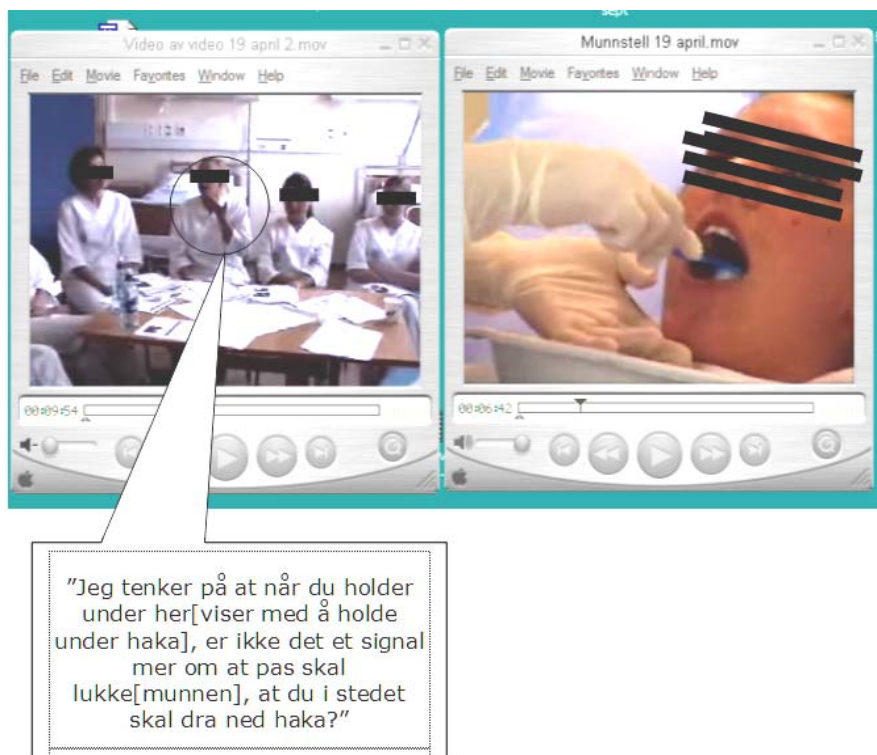 sept
Video av video 19 april 2.mov
File Edit Movie Favorites Window Help
00:09:54
Munnstell 19 april.mov
File Edit Movie Favorites Window Help
00:06:42
”Jeg tenker på at når du holder
under her[viser med å holde
under haka], er ikke det et signal
mer om at pas skal
lukke[munnen], at du i stedet
skal dra ned haka?”